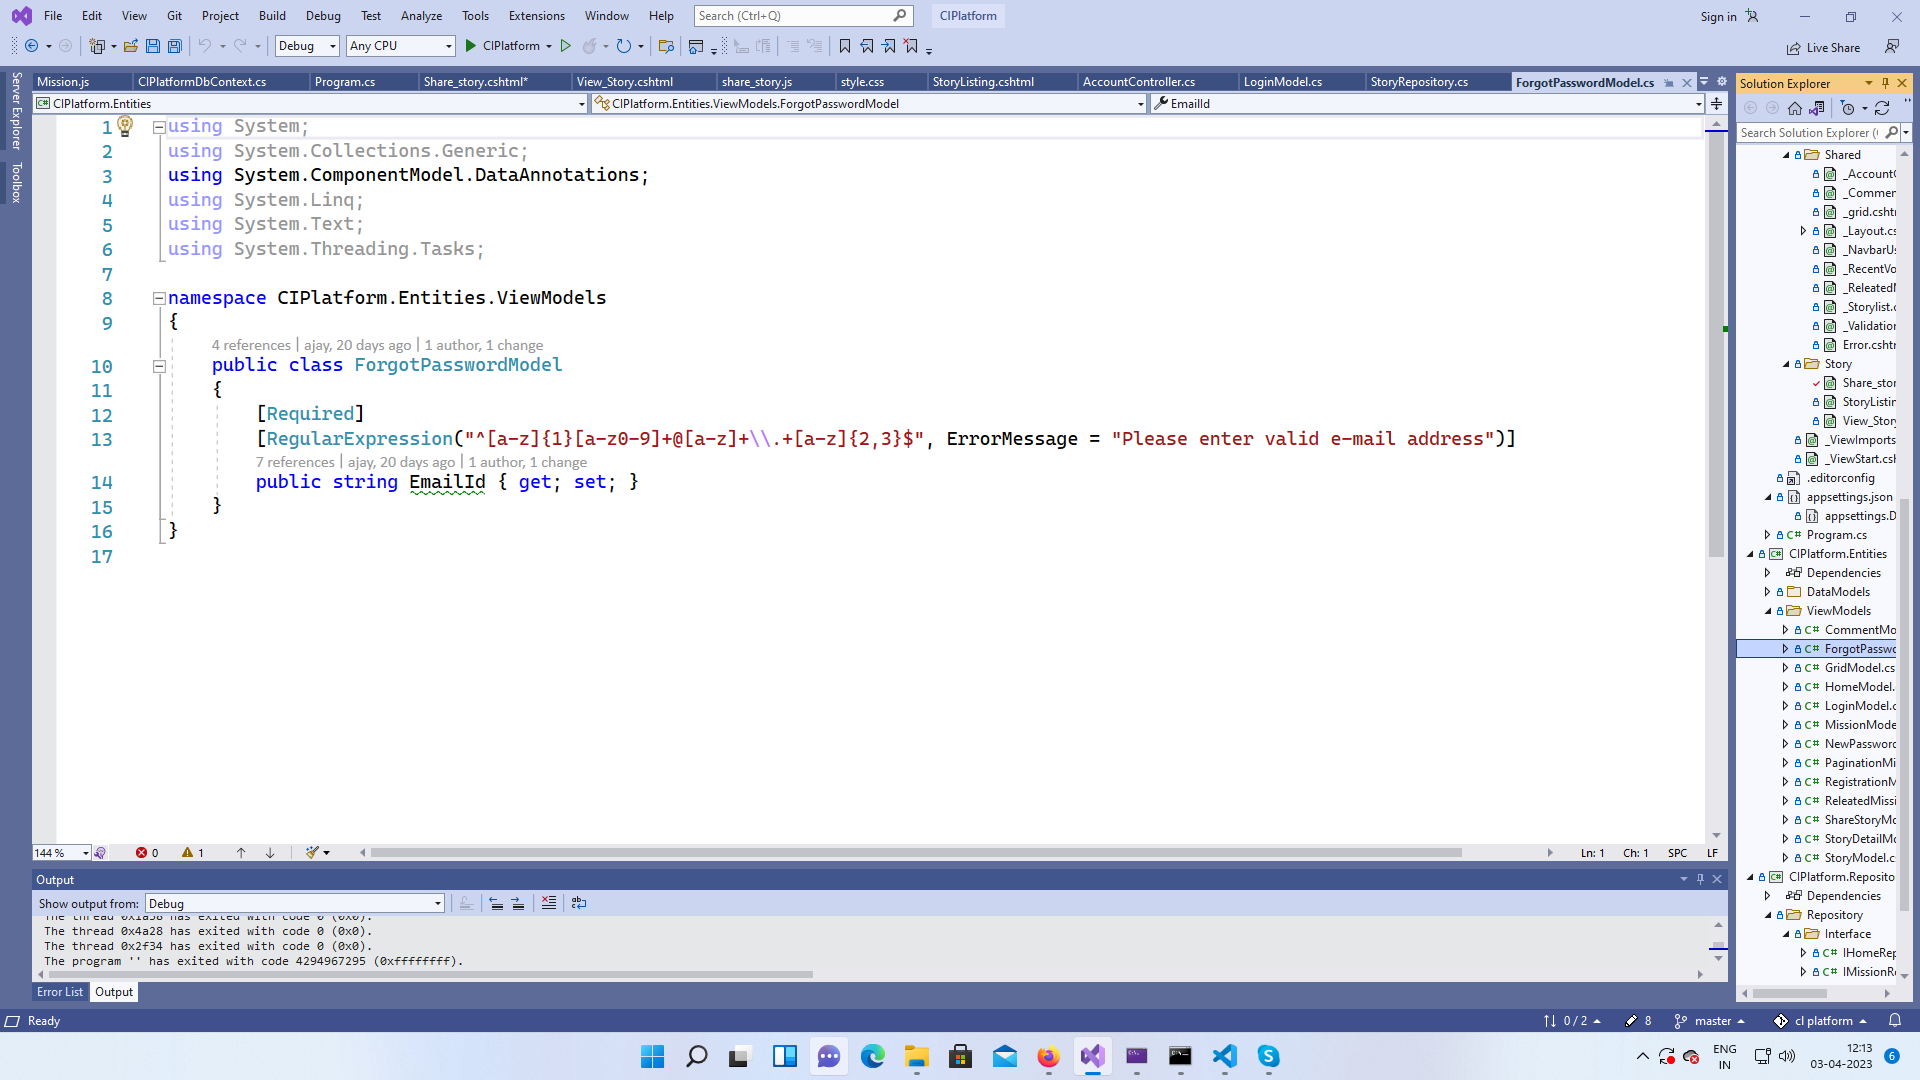 File Edit View Git Project Build Debug Test Analyze Tools Extensions Window Help Search (Ctrl+Q) CIPlatform Sign in
Debug Any CPU CIPlatform Live Share
Server Explorer
Toolbox
Mission.js CIPlatformDbContext.cs Program.cs Share_story.cshtml* View_Story.cshtml share_story.js style.css StoryListing.cshtml AccountController.cs LoginModel.cs StoryRepository.cs ForgotPasswordModel.cs
CIPlatform.Entities CIPlatform.Entities.ViewModels.ForgotPasswordModel EmailId
1 using System;
2 using System.Collections.Generic;
3 using System.ComponentModel.DataAnnotations;
4 using System.Linq;
5 using System.Text;
6 using System.Threading.Tasks;
7
8 namespace CIPlatform.Entities.ViewModels
9 {
4 references | ajay, 20 days ago | 1 author, 1 change
10 public class ForgotPasswordModel
11 {
12 [Required]
13 [RegularExpression("^[a-z]{1}[a-z0-9]+@[a-z]+\\.+[a-z]{2,3}$", ErrorMessage = "Please enter valid e-mail address")]
7 references | ajay, 20 days ago | 1 author, 1 change
14 public string EmailId { get; set; }
15 }
16 }
17
144 % 0 1 Ln: 1 Ch: 1 SPC LF
Output
Show output from: Debug
The thread 0x1a58 has exited with code 0 (0x0).
The thread 0x4a28 has exited with code 0 (0x0).
The thread 0x2f34 has exited with code 0 (0x0).
The program '' has exited with code 4294967295 (0xffffffff).
Error List Output
Solution Explorer
Search Solution Explorer (
Shared
_Account
_Commen
_grid.cshtm
_Layout.cs
_NavbarUs
_RecentVo
_Releated
_Storylist.c
_Validation
Error.cshtr
Story
Share_stor
StoryListin
View_Story
_ViewImports
_ViewStart.csh
.editorconfig
appsettings.json
appsettings.D
Program.cs
CIPlatform.Entities
Dependencies
DataModels
ViewModels
CommentMo
ForgotPasswo
GridModel.cs
HomeModel.
LoginModel.c
MissionMode
NewPassword
PaginationMi
RegistrationM
ReleatedMissi
ShareStoryMo
StoryDetailMo
StoryModel.c
CIPlatform.Reposito
Dependencies
Repository
Interface
IHomeRep
IMissionRe
Ready 0 / 2 8 master cI platform
ENG
IN
12:13
03-04-2023
6